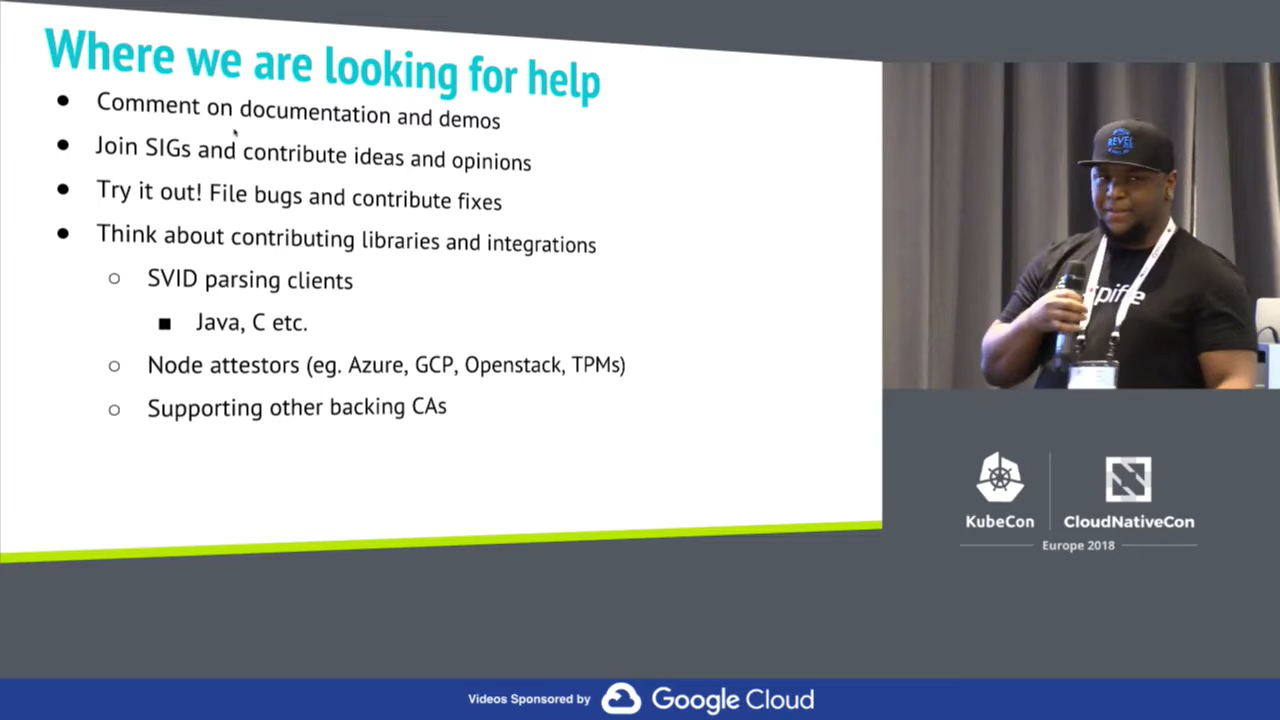 Where we are looking for help
Comment on documentation and demos
Join SIGs and contribute ideas and opinions
Try it out! File bugs and contribute fixes
Think about contributing libraries and integrations
SVID parsing clients
Java, C etc.
Node attestors (eg. Azure, GCP, Openstack, TPMs)
Supporting other backing CAs
KubeCon
CloudNativeCon
Europe 2018
Videos Sponsored by Google Cloud